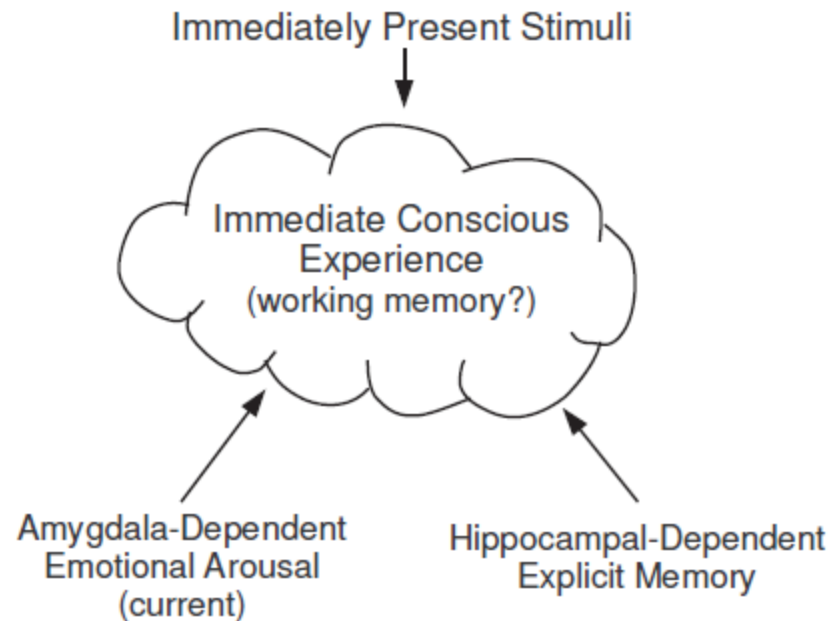 Immediately Present Stimuli
Immediate Conscious
Experience
(working memory?)
Amygdala-Dependent
Emotional Arousal
(current)
Hippocampal-Dependent
Explicit Memory